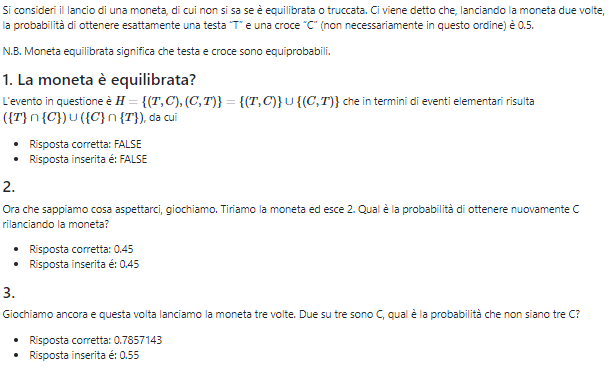 Si consideri il lancio di una moneta, di cui non si sa se è equilibrata o truccata. Ci viene detto che, lanciando la moneta due volte,
la probabilità di ottenere esattamente una testa "T" e una croce "C" (non necessariamente in questo ordine) è 0.5.
N.B. Moneta equilibrata significa che testa e croce sono equiprobabili.
1. La moneta è equilibrata?
L'evento in questione è H = {(T, C), (C, T)} = {(T, C)} ∪ {(C, T)} che in termini di eventi elementari risulta
({T} ∩ {C}) ∪ ({C} ∩ {T}), da cui
• Risposta corretta: FALSE
• Risposta inserita é: FALSE
2.
Ora che sappiamo cosa aspettarci, giochiamo. Tiriamo la moneta ed esce 2. Qual è la probabilità di ottenere nuovamente C
rilanciando la moneta?
• Risposta corretta: 0.45
• Risposta inserita é: 0.45
3.
Giochiamo ancora e questa volta lanciamo la moneta tre volte. Due su tre sono C, qual è la probabilità che non siano tre C?
• Risposta corretta: 0.7857143
• Risposta inserita é: 0.55